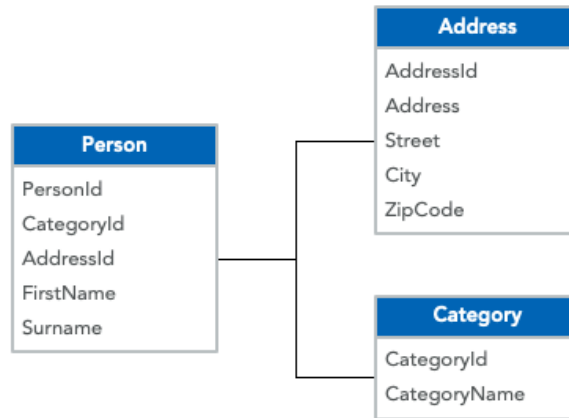 Person
PersonId
CategoryId
AddressId
FirstName
Surname
Address
AddressId
Address
Street
City
ZipCode
Category
CategoryId
CategoryName